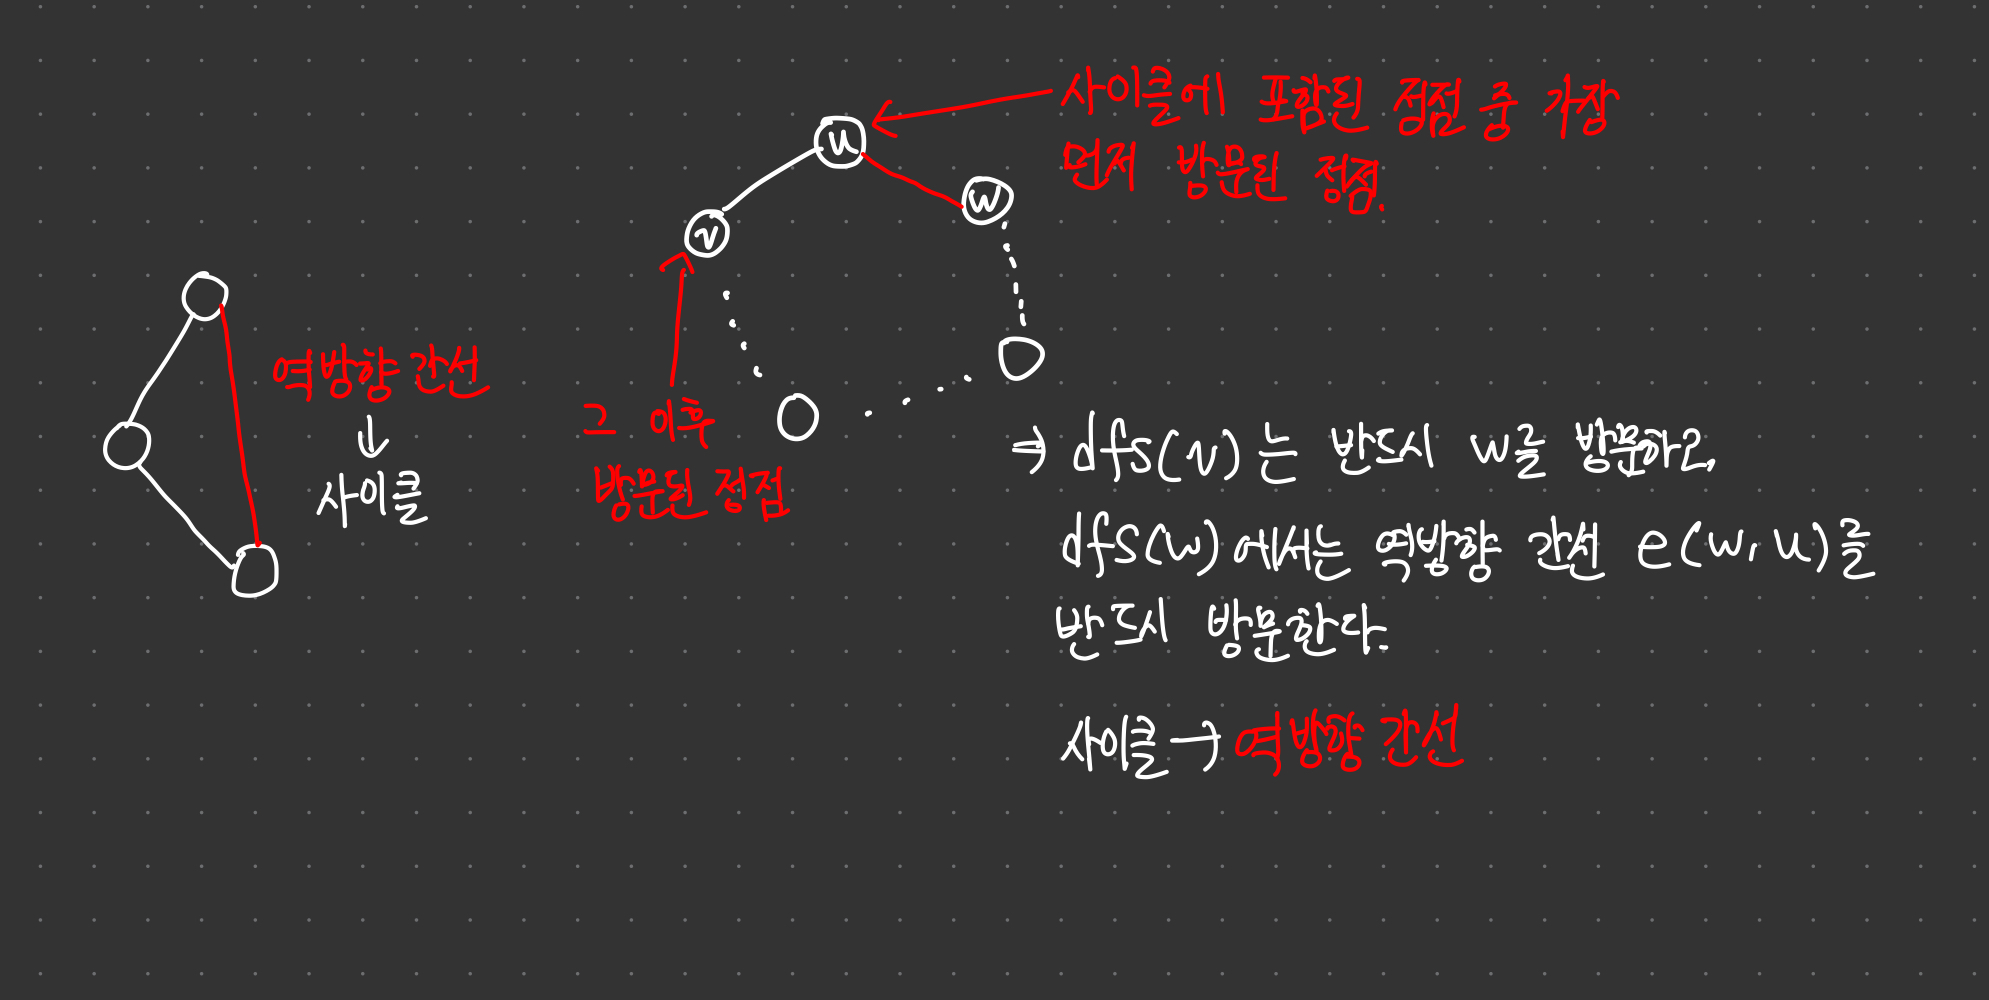 사이클에 포함된 정점 중 가장
먼저 방문된 정점.
u
w
v
역방향 간선
↓
사이클
그 이후
방문된 정점
⇒ dfs(v)는 반드시 w를 방문하고,
dfs(w)에서는 역방향 간선 e(w, u)를
반드시 방문한다.
사이클 → 역방향 간선